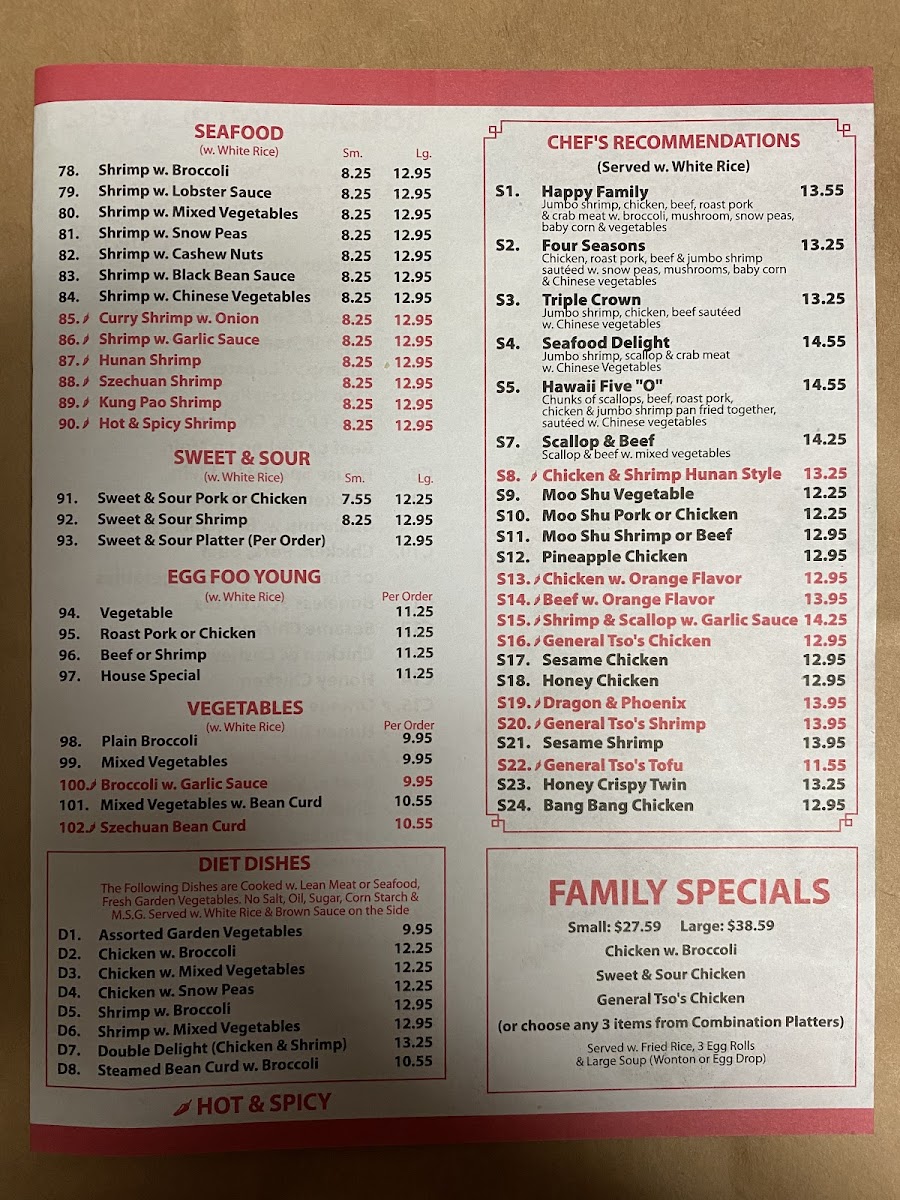 SEAFOOD
(w. White Rice) Sm. Lg.
78. Shrimp w. Broccoli 8.25 12.95
79. Shrimp w. Lobster Sauce 8.25 12.95
80. Shrimp w. Mixed Vegetables 8.25 12.95
81. Shrimp w. Snow Peas 8.25 12.95
82. Shrimp w. Cashew Nuts 8.25 12.95
83. Shrimp w. Black Bean Sauce 8.25 12.95
84. Shrimp w. Chinese Vegetables 8.25 12.95
85. Curry Shrimp w. Onion 8.25 12.95
86. Shrimp w. Garlic Sauce 8.25 12.95
87. Hunan Shrimp 8.25 12.95
88. Szechuan Shrimp 8.25 12.95
89. Kung Pao Shrimp 8.25 12.95
90. Hot & Spicy Shrimp 8.25 12.95
SWEET & SOUR
(w. White Rice) Sm. Lg.
91. Sweet & Sour Pork or Chicken 7.55 12.25
92. Sweet & Sour Shrimp 8.25 12.95
93. Sweet & Sour Platter (Per Order) 12.95
EGG FOO YOUNG
(w. White Rice) Per Order
94. Vegetable 11.25
95. Roast Pork or Chicken 11.25
96. Beef or Shrimp 11.25
97. House Special 11.25
VEGETABLES
(w. White Rice) Per Order
98. Plain Broccoli 9.95
99. Mixed Vegetables 9.95
100. Broccoli w. Garlic Sauce 9.95
101. Mixed Vegetables w. Bean Curd 10.55
102. Szechuan Bean Curd 10.55
DIET DISHES
The Following Dishes are Cooked w. Lean Meat or Seafood,
Fresh Garden Vegetables. No Salt, Oil, Sugar, Corn Starch &
M.S.G. Served w. White Rice & Brown Sauce on the Side
D1. Assorted Garden Vegetables 9.95
D2. Chicken w. Broccoli 12.25
D3. Chicken w. Mixed Vegetables 12.25
D4. Chicken w. Snow Peas 12.25
D5. Shrimp w. Broccoli 12.95
D6. Shrimp w. Mixed Vegetables 12.95
D7. Double Delight (Chicken & Shrimp) 13.25
D8. Steamed Bean Curd w. Broccoli 10.55
HOT & SPICY
CHEF'S RECOMMENDATIONS
(Served w. White Rice)
S1. Happy Family 13.55
Jumbo shrimp, chicken, beef, roast pork
& crab meat w. broccoli, mushroom, snow peas,
baby corn & vegetables
S2. Four Seasons 13.25
Chicken, roast pork, beef & jumbo shrimp
sautéed w. snow peas, mushrooms, baby corn
& Chinese vegetables
S3. Triple Crown 13.25
Jumbo shrimp, chicken, beef sautéed
w. Chinese vegetables
S4. Seafood Delight 14.55
Jumbo shrimp, scallop & crab meat
w. Chinese Vegetables
S5. Hawaii Five "O" 14.55
Chunks of scallops, beef, roast pork,
chicken & jumbo shrimp pan fried together,
sautéed w. Chinese vegetables
S7. Scallop & Beef 14.25
Scallop & beef w. mixed vegetables
S8. Chicken & Shrimp Hunan Style 13.25
S9. Moo Shu Vegetable 12.25
S10. Moo Shu Pork or Chicken 12.25
S11. Moo Shu Shrimp or Beef 12.95
S12. Pineapple Chicken 12.95
S13. Chicken w. Orange Flavor 12.95
S14. Beef w. Orange Flavor 13.95
S15. Shrimp & Scallop w. Garlic Sauce 14.25
S16. General Tso's Chicken 12.95
S17. Sesame Chicken 12.95
S18. Honey Chicken 12.95
S19. Dragon & Phoenix 13.95
S20. General Tso's Shrimp 13.95
S21. Sesame Shrimp 13.95
S22. General Tso's Tofu 11.55
S23. Honey Crispy Twin 13.25
S24. Bang Bang Chicken 12.95
FAMILY SPECIALS
Small: $27.59 Large: $38.59
Chicken w. Broccoli
Sweet & Sour Chicken
General Tso's Chicken
(or choose any 3 items from Combination Platters)
Served w. Fried Rice, 3 Egg Rolls
& Large Soup (Wonton or Egg Drop)